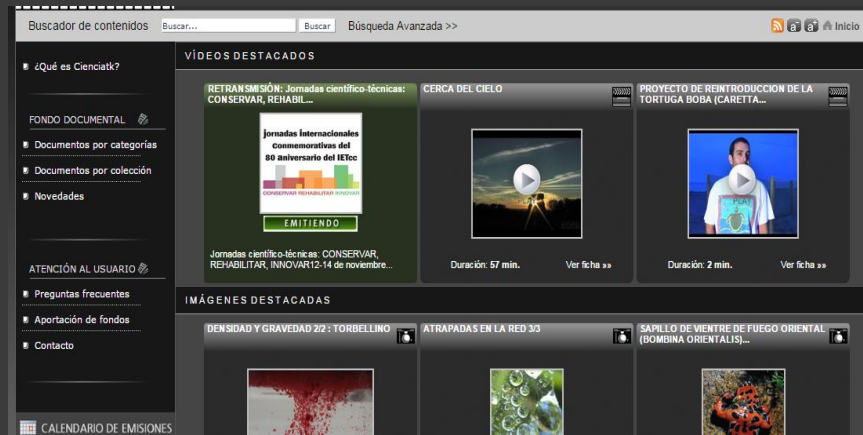 Buscador de contenidos
Buscar...
Buscar
Búsqueda Avanzada >>
a
a
Inicio
¿Qué es Cienciatk?
FONDO DOCUMENTAL
Documentos por categorías
Documentos por colección
Novedades
ATENCIÓN AL USUARIO
Preguntas frecuentes
Aportación de fondos
Contacto
CALENDARIO DE EMISIONES
VÍDEOS DESTACADOS
RETRANSMISIÓN: Jornadas científico-técnicas:
CONSERVAR, REHABIL...
jornadas internacionales
conmemorativas del
80 aniversario del IETcc
CONSERVAR REHABILITAR INNOVAR
EMITIENDO
Jornadas científico-técnicas: CONSERVAR,
REHABILITAR, INNOVAR12-14 de noviembre...
CERCA DEL CIELO
Duración: 57 min.
Ver ficha »»
PROYECTO DE REINTRODUCCION DE LA
TORTUGA BOBA (CARETTA...
PLAY
Duración: 2 min.
Ver ficha »»
IMÁGENES DESTACADAS
DENSIDAD Y GRAVEDAD 2/2 : TORBELLINO
ATRAPADAS EN LA RED 3/3
SAPILLO DE VIENTRE DE FUEGO ORIENTAL
(BOMBINA ORIENTALIS)...